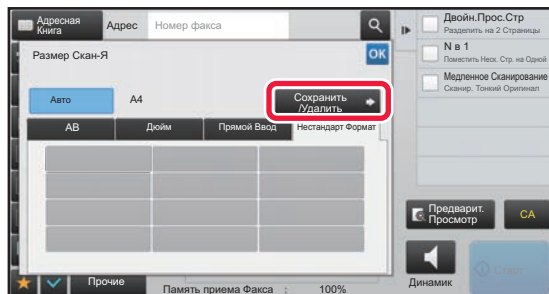 Адресная
Книга
Адрес
Номер факса
Двойн.Прос.Стр
Разделить на 2 Страницы
Размер Скан-Я
OK
N в 1
Поместить Неск. Стр. на Одной
Медленное Сканирование
Сканир. Тонкий Оригинал
Авто
A4
Сохранить
/Удалить
AB
Дюйм
Прямой Ввод
Нестандарт Формат
Предварит.
Просмотр
CA
Прочие
Память приема Факса : 100%
Динамик
Старт